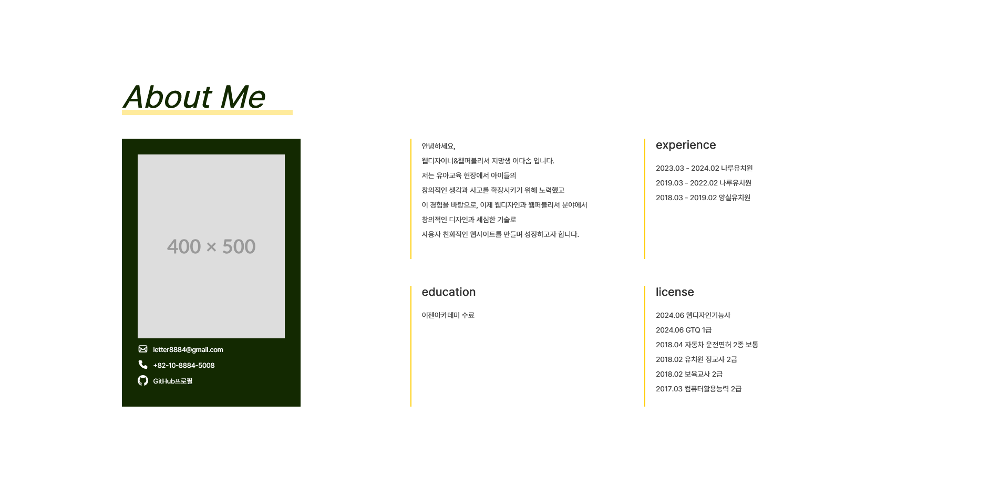 About Me
400 × 500
letter8884@gmail.com
+82-10-8884-5008
GitHub프로필
안녕하세요,
웹디자이너&웹퍼블리셔 지망생 이다솜 입니다.
저는 유아교육 현장에서 아이들의
창의적인 생각과 사고를 확장시키기 위해 노력했고
이 경험을 바탕으로, 이제 웹디자인과 웹퍼블리셔 분야에서
창의적인 디자인과 세심한 기술로
사용자 친화적인 웹사이트를 만들며 성장하고자 합니다.
experience
2023.03 - 2024.02 나루유치원
2019.03 - 2022.02 나루유치원
2018.03 - 2019.02 양실유치원
education
이젠아카데미 수료
license
2024.06 웹디자인기능사
2024.06 GTQ 1급
2018.04 자동차 운전면허 2종 보통
2018.02 유치원 정교사 2급
2018.02 보육교사 2급
2017.03 컴퓨터활용능력 2급